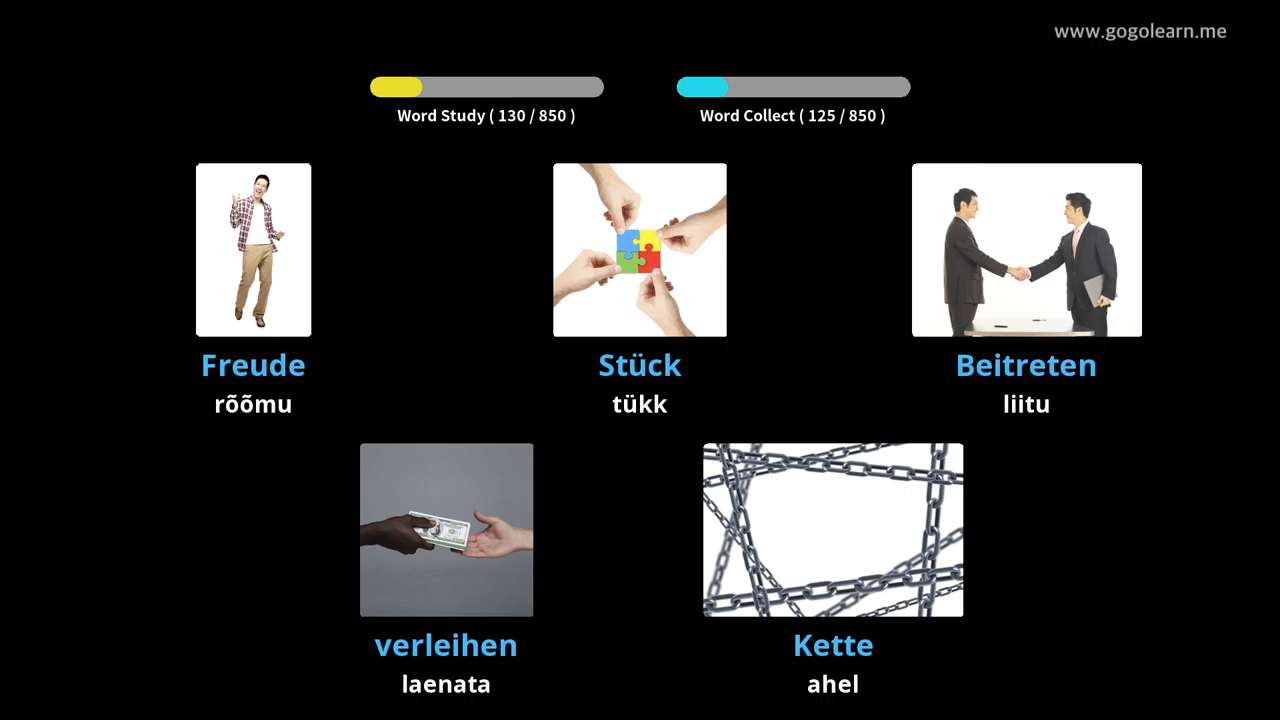 www.gogolearn.me
Word Study ( 130 / 850 )
Word Collect ( 125 / 850 )
Freude
rõõmu
Stück
tükk
Beitreten
liitu
verleihen
laenata
Kette
ahel